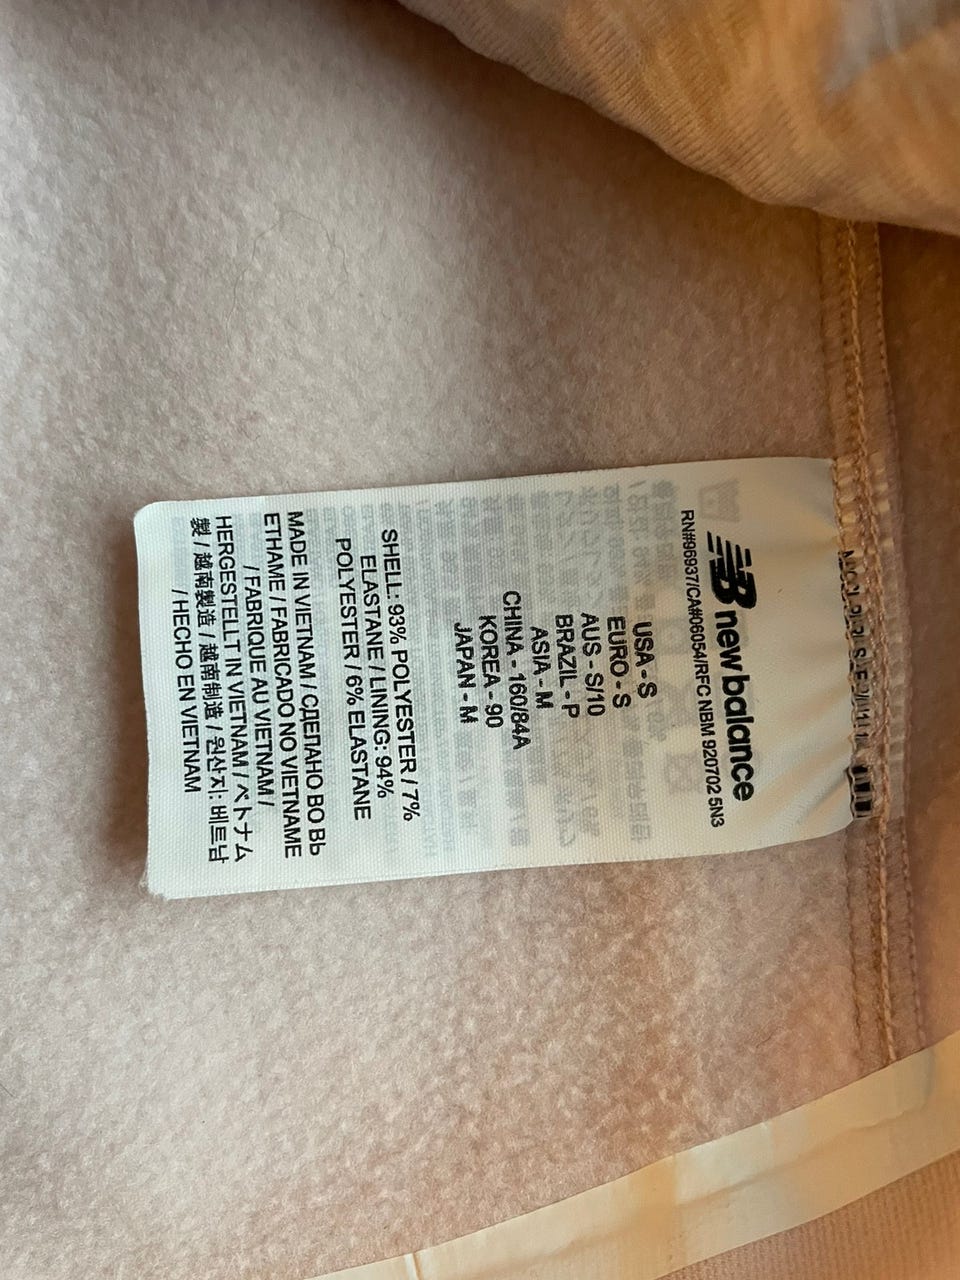 new balance
RN#96937/CA#06054/RFC NBM 920702 5N3
USA - S
EURO - S
AUS - S/10
BRAZIL - P
ASIA - M
CHINA - 160/84A
KOREA - 90
JAPAN - M
SHELL: 93% POLYESTER / 7%
ELASTANE / LINING: 94%
POLYESTER / 6% ELASTANE
MADE IN VIETNAM / СДЕПАНО ВО ВЬ
ЕТНАМЕ / FABRICADO NO VIETNAME
/ FABRIQUE AU VIETNAM /
HERGESTELLT IN VIETNAM / ベトナム
製 / 越南製造 / 越南制造 / 원산지: 베트남
/ HECHO EN VIETNAM